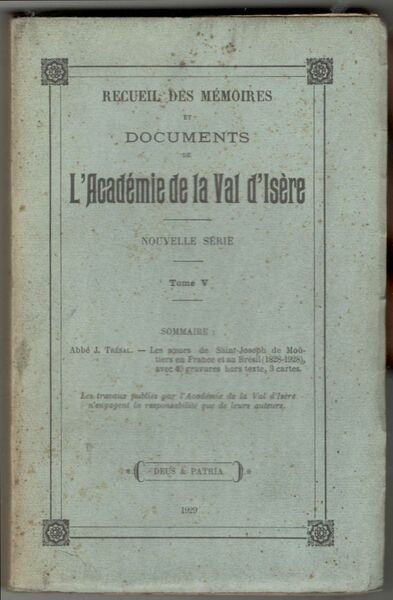 RECUEIL DES MÉMOIRES
ET
DOCUMENTS
DE
L'Académie de la Val d'Isère
NOUVELLE SÉRIE
Tome V
SOMMAIRE :
Abbé J. TRÉSAL. — Les sœurs de Saint-Joseph de Moû-
tiers en France et au Brésil (1828-1928),
avec 40 gravures hors texte, 3 cartes.
Les travaux publiés par l'Académie de la Val d'Isère
n'engagent la responsabilité que de leurs auteurs.
DEUS & PATRIA
1929